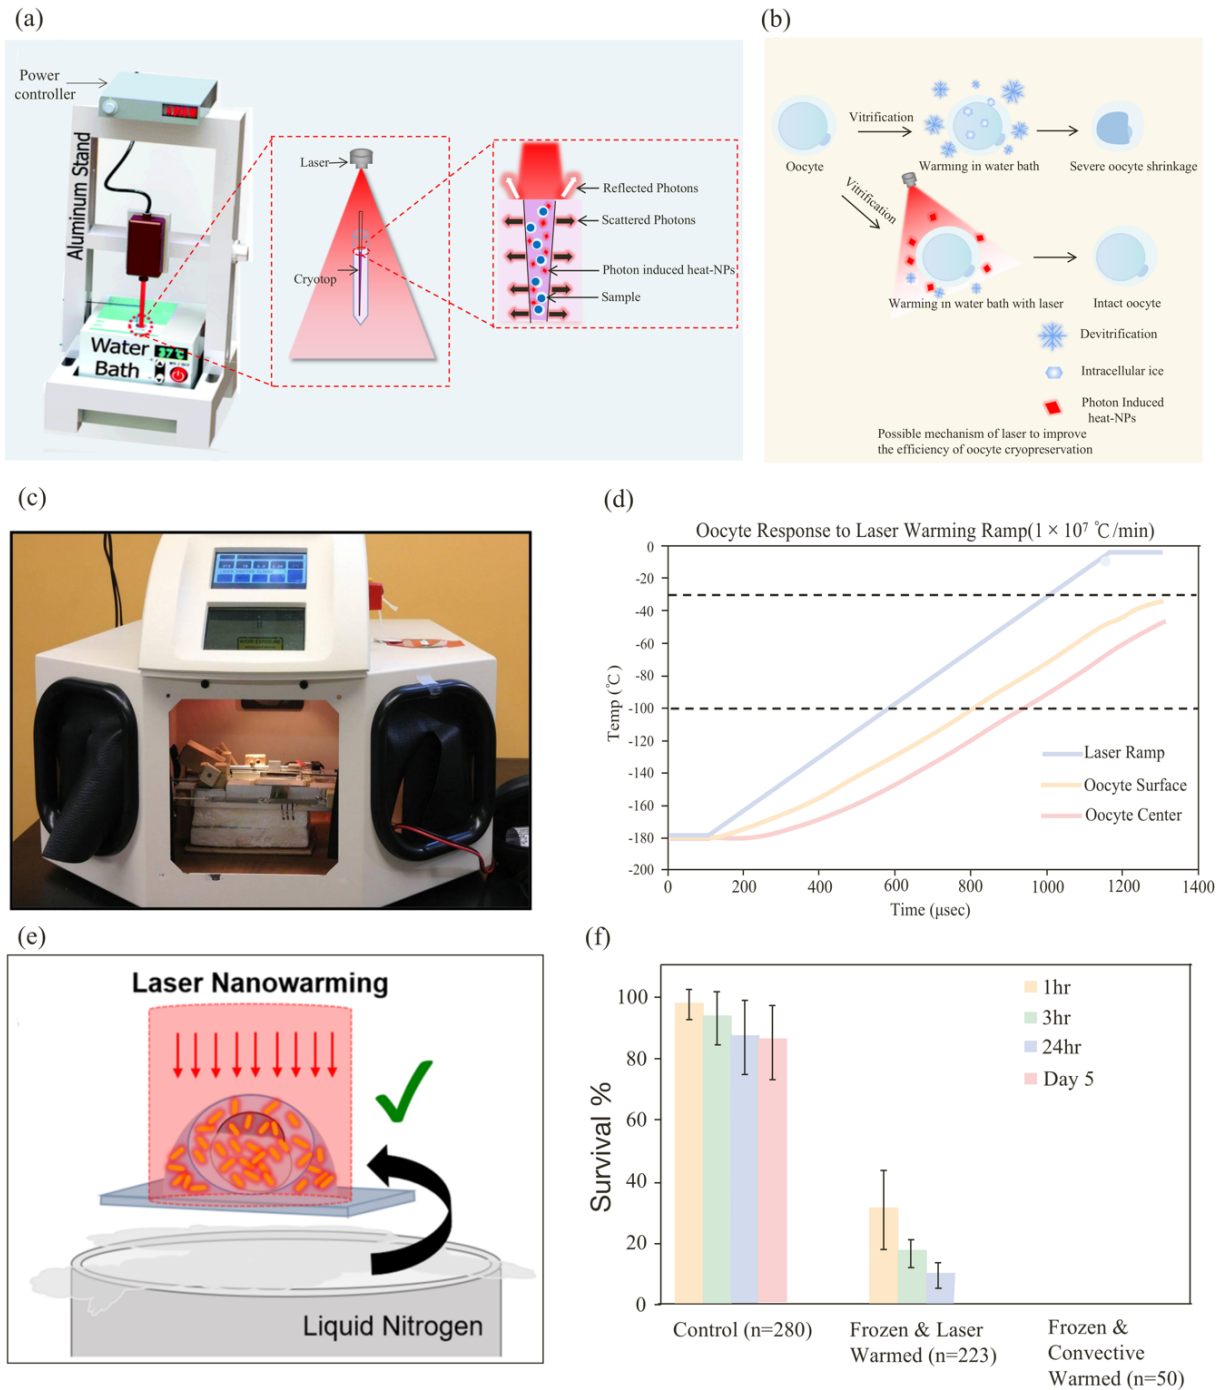 (a)
Power
controller
Aluminum Stand
Water
Bath
37℃
Laser
Cryotop
Reflected Photons
Scattered Photons
Photon induced heat-NPs
Sample
(b)
Oocyte
Vitrification
Warming in water bath
Severe oocyte shrinkage
Vitrification
Warming in water bath with laser
Intact oocyte
Devitrification
Intracellular ice
Photon Induced
heat-NPs
Possible mechanism of laser to improve
the efficiency of oocyte cryopreservation
(c)
(d)
Oocyte Response to Laser Warming Ramp(1 × 10⁷ ℃/min)
Temp (℃)
0
-20
-40
-60
-80
-100
-120
-140
-160
-180
-200
Laser Ramp
Oocyte Surface
Oocyte Center
0 200 400 600 800 1000 1200 1400
Time (μsec)
(e)
Laser Nanowarming
Liquid Nitrogen
(f)
Survival %
100
80
60
40
20
0
1hr
3hr
24hr
Day 5
Control (n=280)
Frozen & Laser
Warmed (n=223)
Frozen &
Convective
Warmed (n=50)